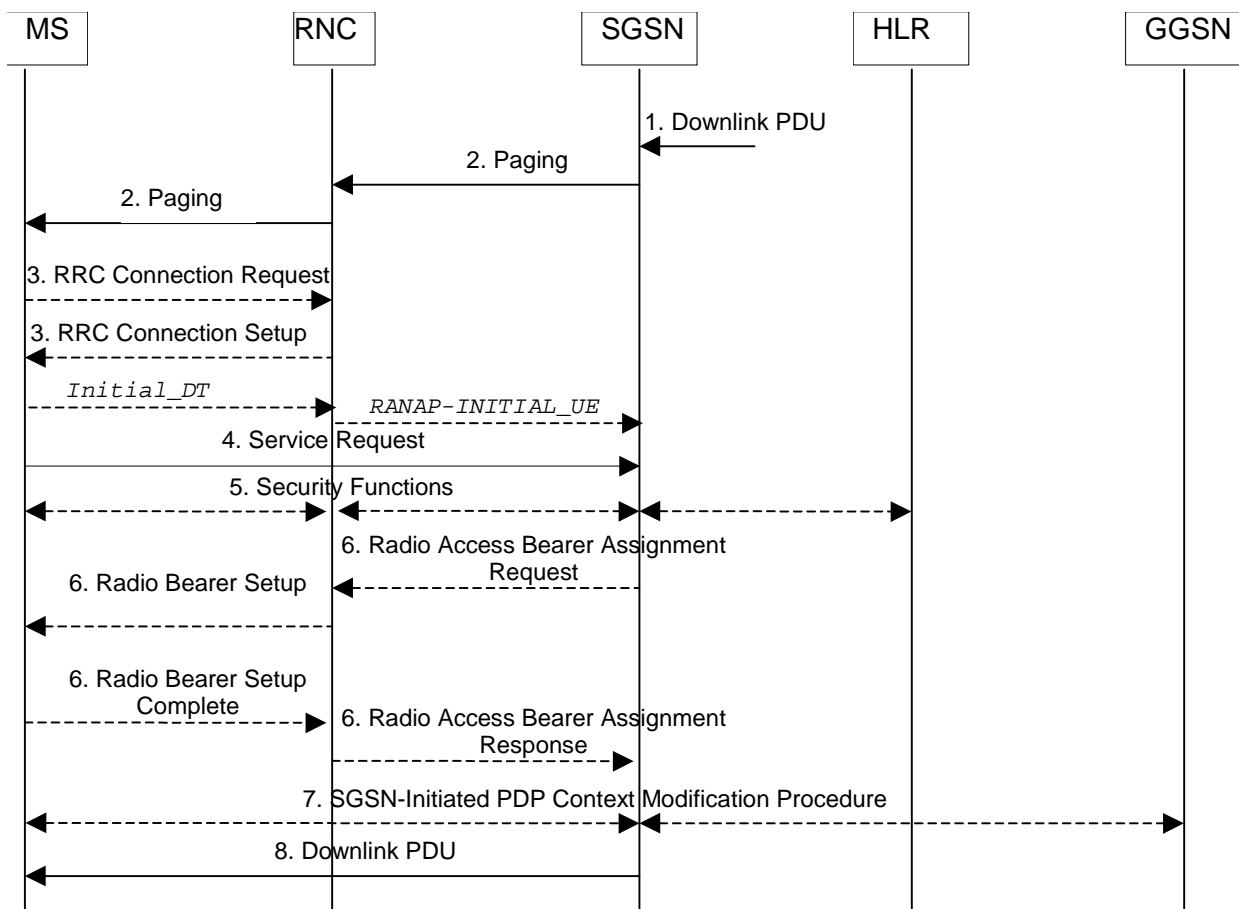 MS
RNC
SGSN
HLR
GGSN
1. Downlink PDU
2. Paging
2. Paging
3. RRC Connection Request
3. RRC Connection Setup
Initial_DT
RANAP-INITIAL_UE
4. Service Request
5. Security Functions
6. Radio Access Bearer Assignment
Request
6. Radio Bearer Setup
6. Radio Bearer Setup
Complete
6. Radio Access Bearer Assignment
Response
7. SGSN-Initiated PDP Context Modification Procedure
8. Downlink PDU